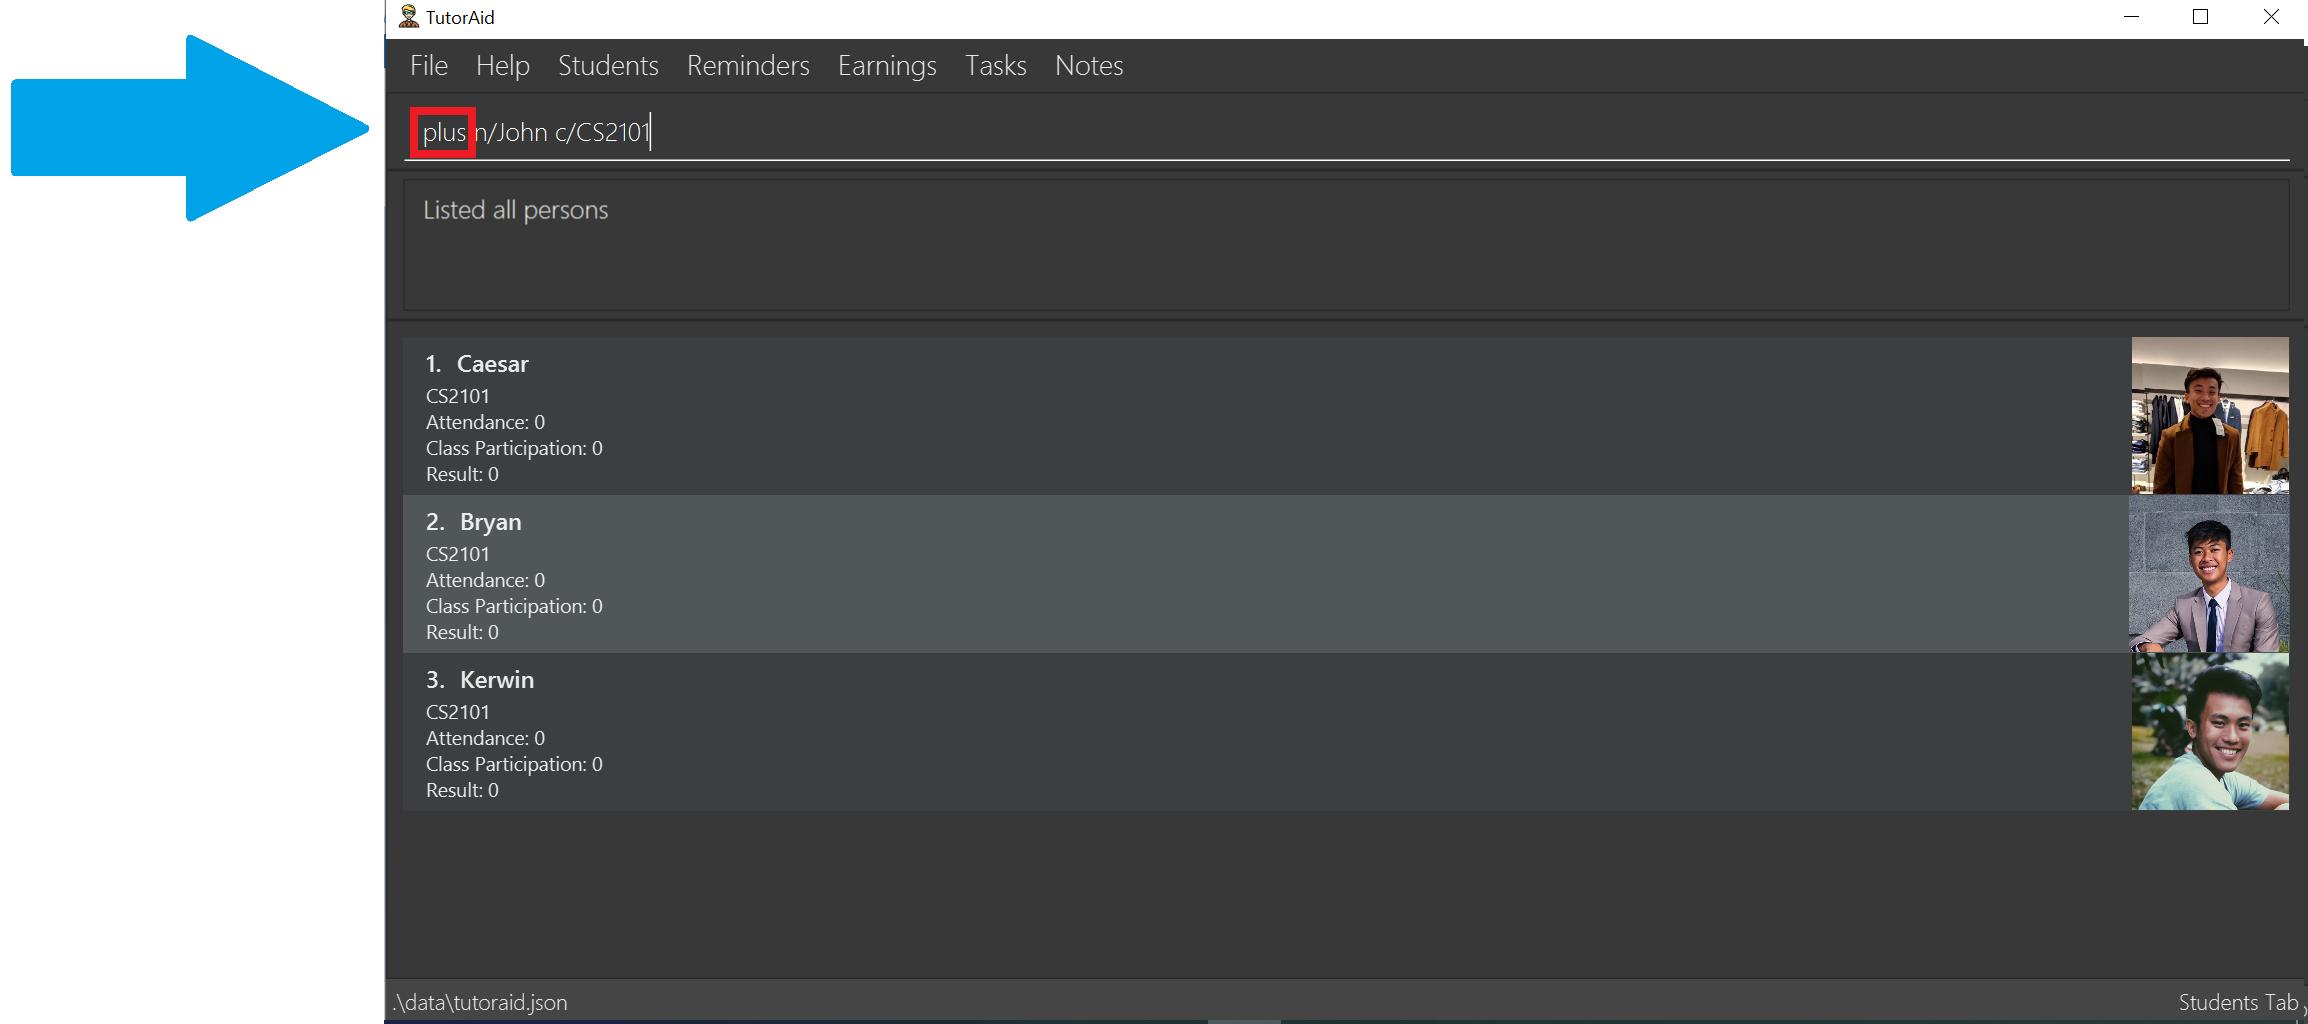 TutorAid
File Help Students Reminders Earnings Tasks Notes
plus n/John c/CS2101
Listed all persons
1. Caesar
CS2101
Attendance: 0
Class Participation: 0
Result: 0
2. Bryan
CS2101
Attendance: 0
Class Participation: 0
Result: 0
3. Kerwin
CS2101
Attendance: 0
Class Participation: 0
Result: 0
.\data\tutoraid.json
Students Tab